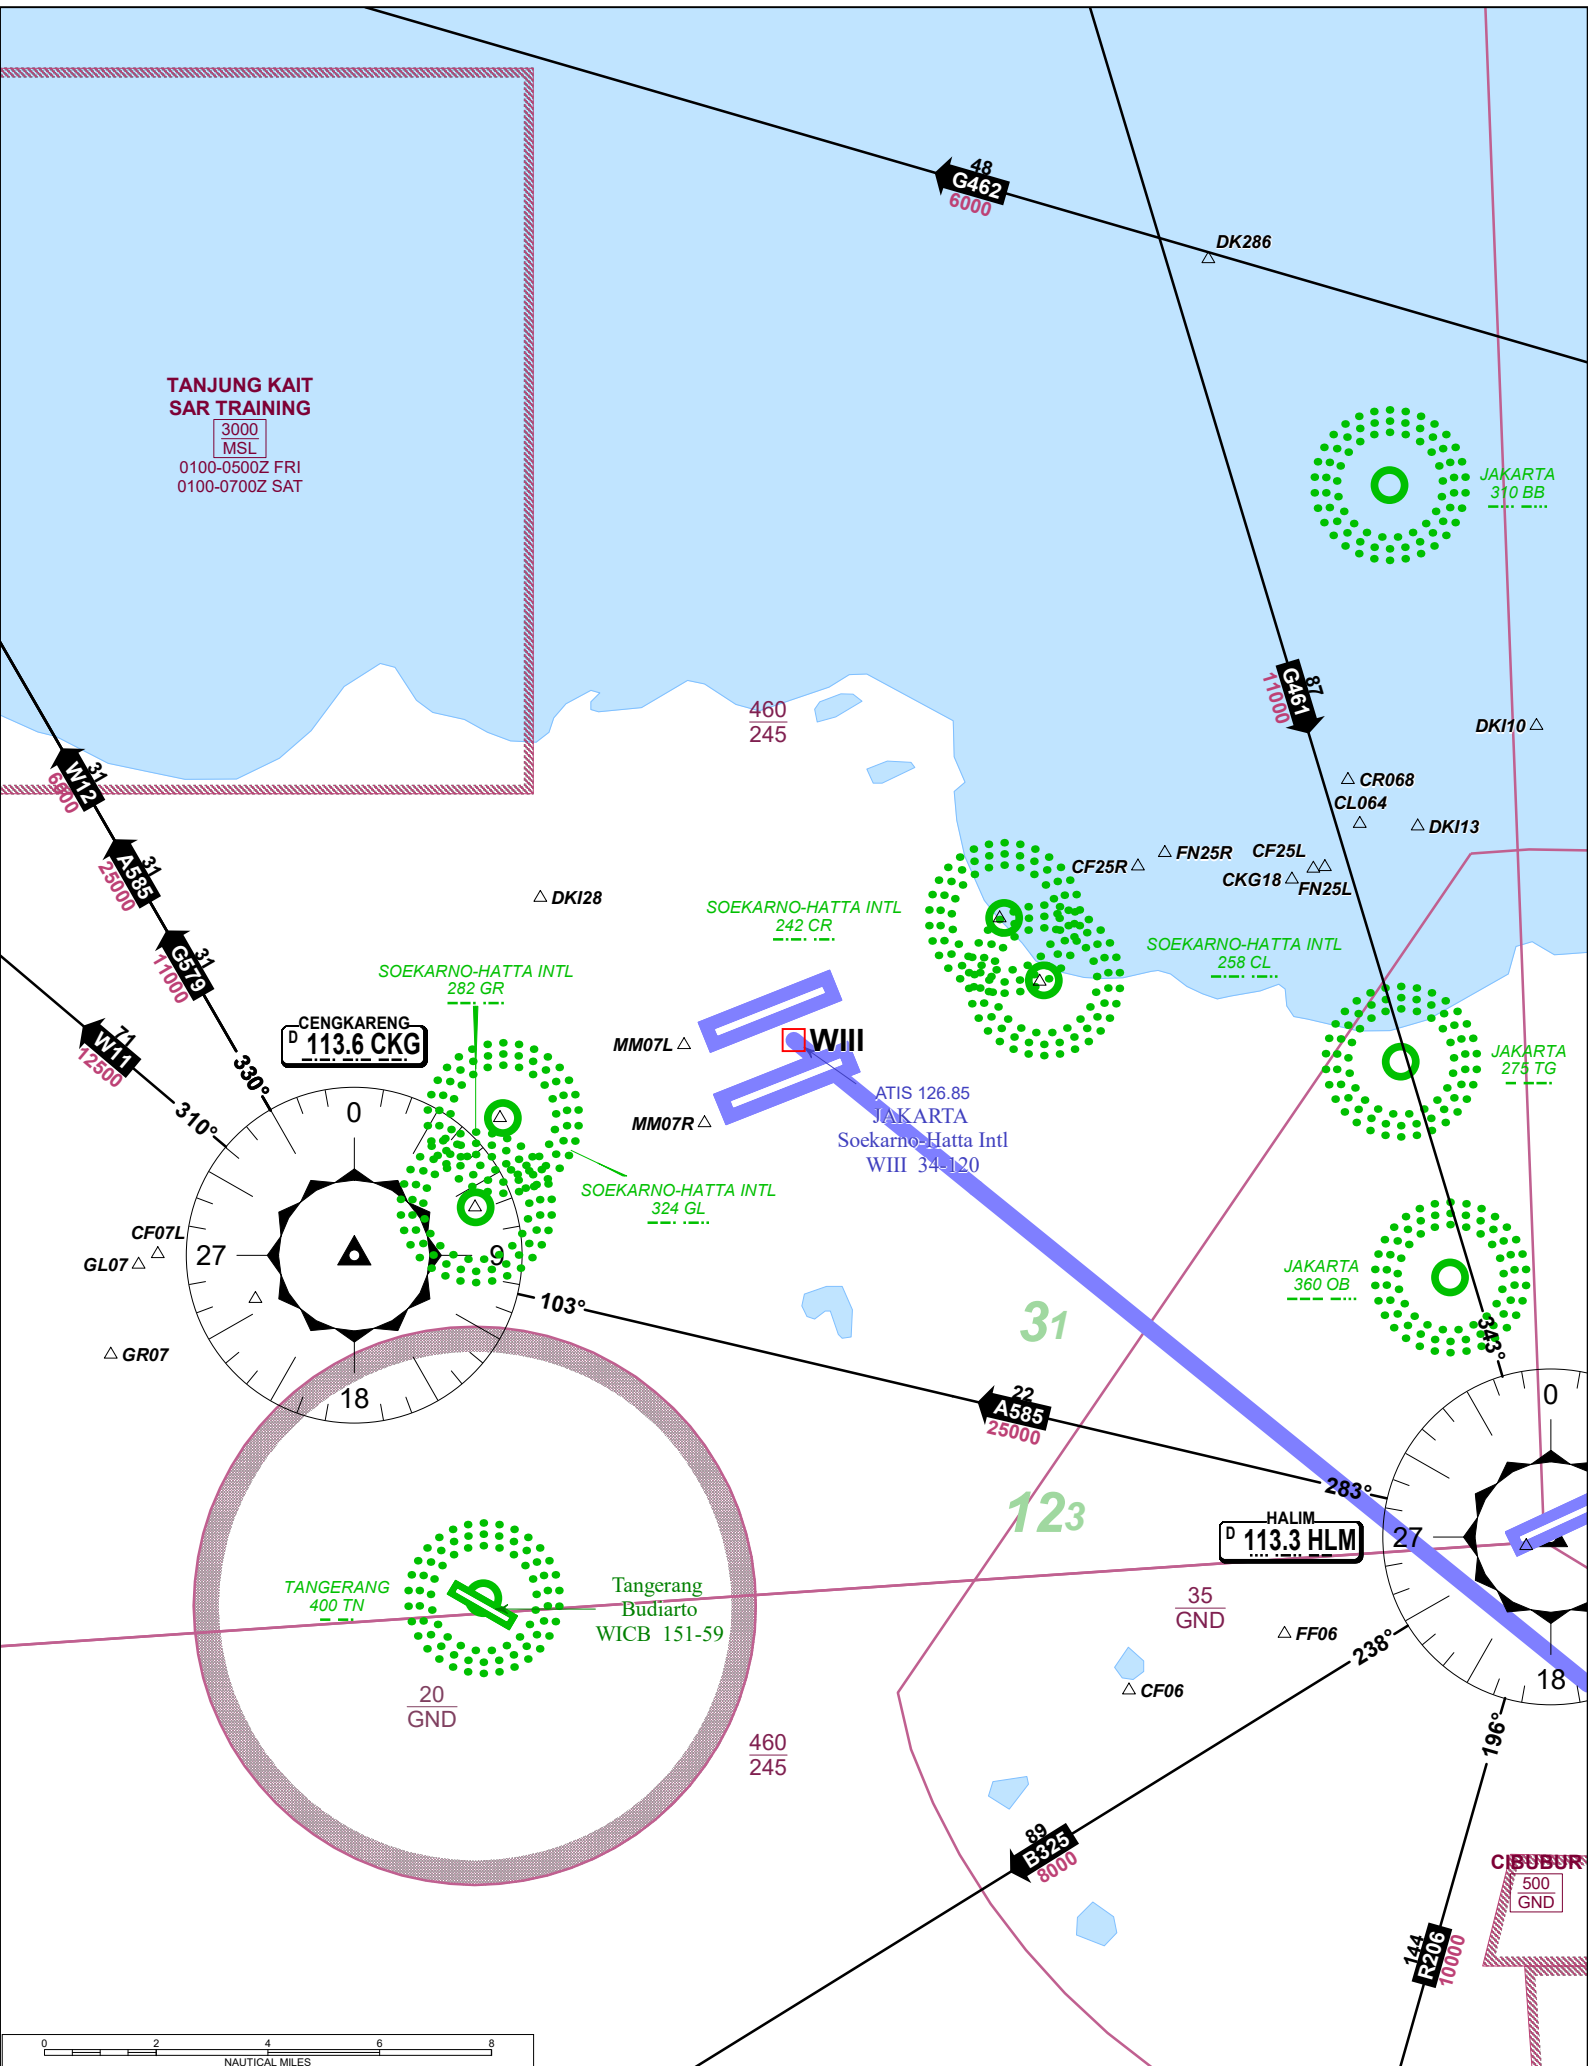 48
G462
6000
DK286
TANJUNG KAIT
SAR TRAINING
3000
MSL
0100-0500Z FRI
0100-0700Z SAT
JAKARTA
310 BB
87
G461
11000
460
245
DKI10
CR068
CL064
DKI13
31
W12
6000
31
A585
25000
31
G579
11000
71
W11
12500
330°
310°
CF25R
FN25R
CF25L
CKG18
FN25L
DKI28
SOEKARNO-HATTA INTL
242 CR
SOEKARNO-HATTA INTL
258 CL
SOEKARNO-HATTA INTL
282 GR
CENGKARENG
D 113.6 CKG
MM07L
WIII
MM07R
ATIS 126.85
JAKARTA
Soekarno-Hatta Intl
WIII 34-120
JAKARTA
275 TG
SOEKARNO-HATTA INTL
324 GL
0
9
18
27
CF07L
GL07
GR07
103°
JAKARTA
360 OB
31
343°
22
A585
25000
283°
123
HALIM
D 113.3 HLM
0
27
18
TANGERANG
400 TN
Tangerang
Budiarto
WICB 151-59
35
GND
FF06
238°
CF06
20
GND
460
245
196°
89
B325
8000
CIBUBUR
500
GND
144
R206
10000
0 2 4 6 8
NAUTICAL MILES